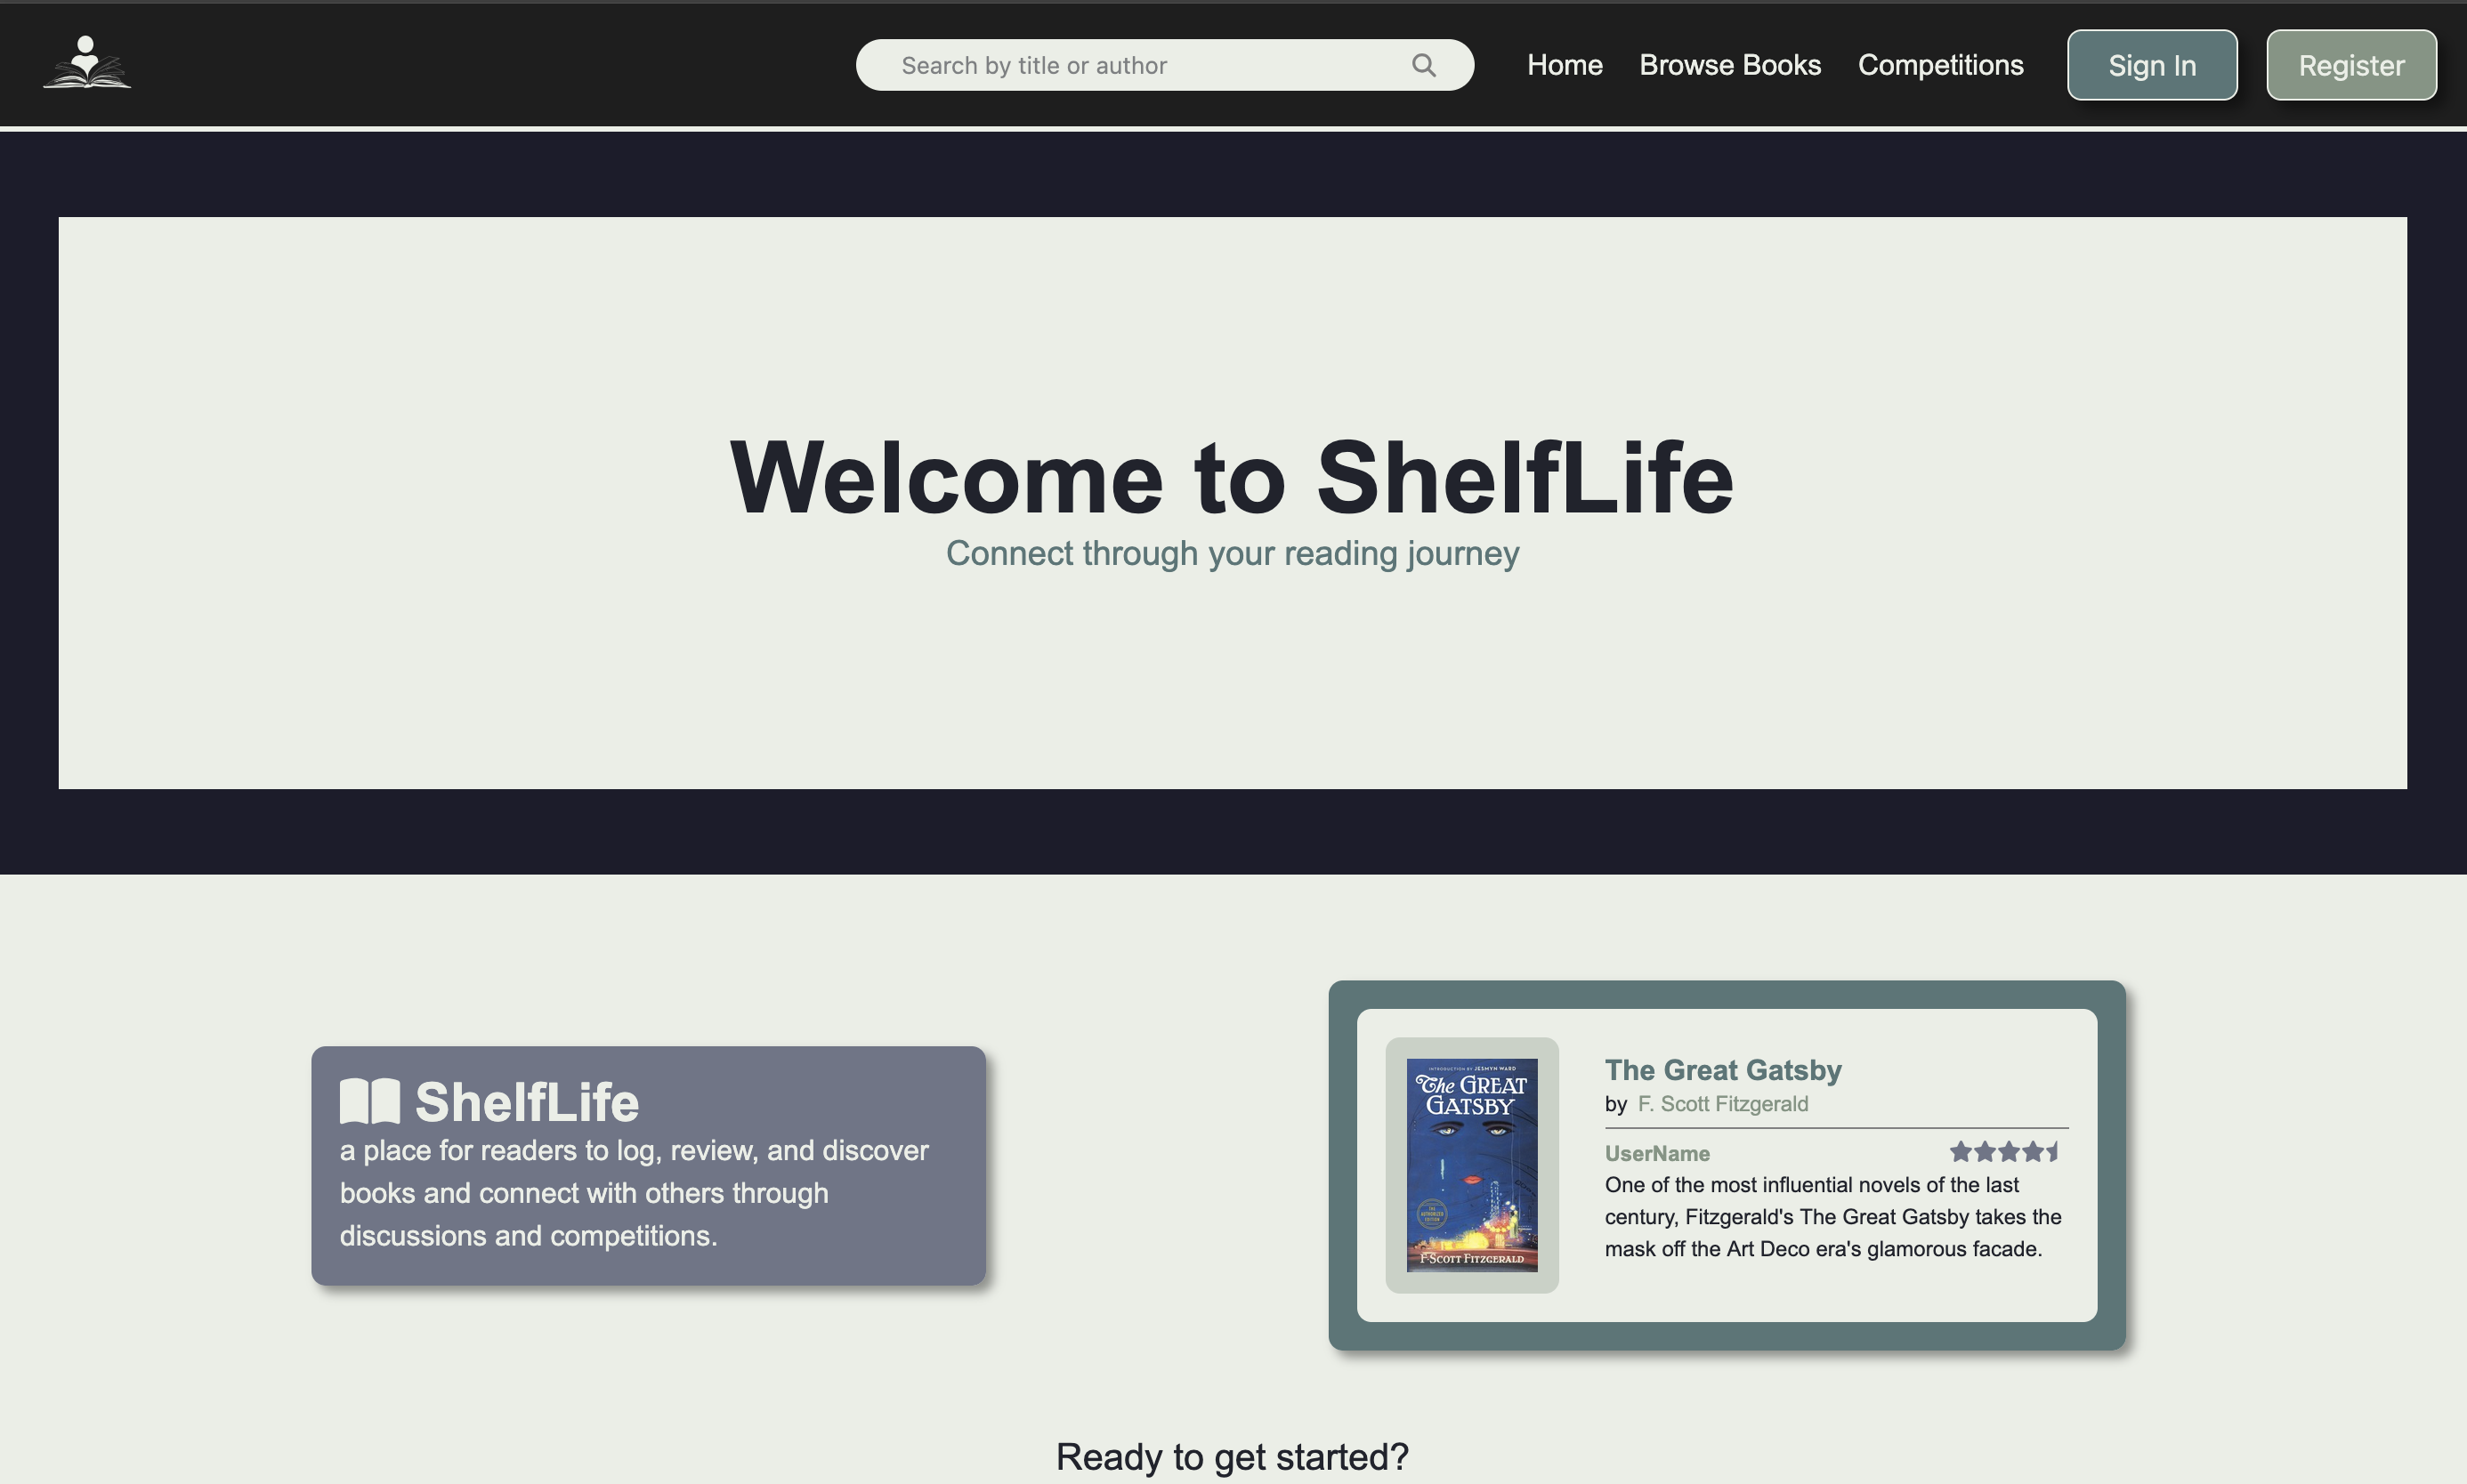 Search by title or author
Home
Browse Books
Competitions
Sign In
Register
Welcome to ShelfLife
Connect through your reading journey
ShelfLife
a place for readers to log, review, and discover
books and connect with others through
discussions and competitions.
INTRODUCTION BY JESMYN WARD
The GREAT
GATSBY
THE
AUTHORIZED
EDITION
F. SCOTT FITZGERALD
The Great Gatsby
by F. Scott Fitzgerald
UserName
One of the most influential novels of the last
century, Fitzgerald's The Great Gatsby takes the
mask off the Art Deco era's glamorous facade.
Ready to get started?